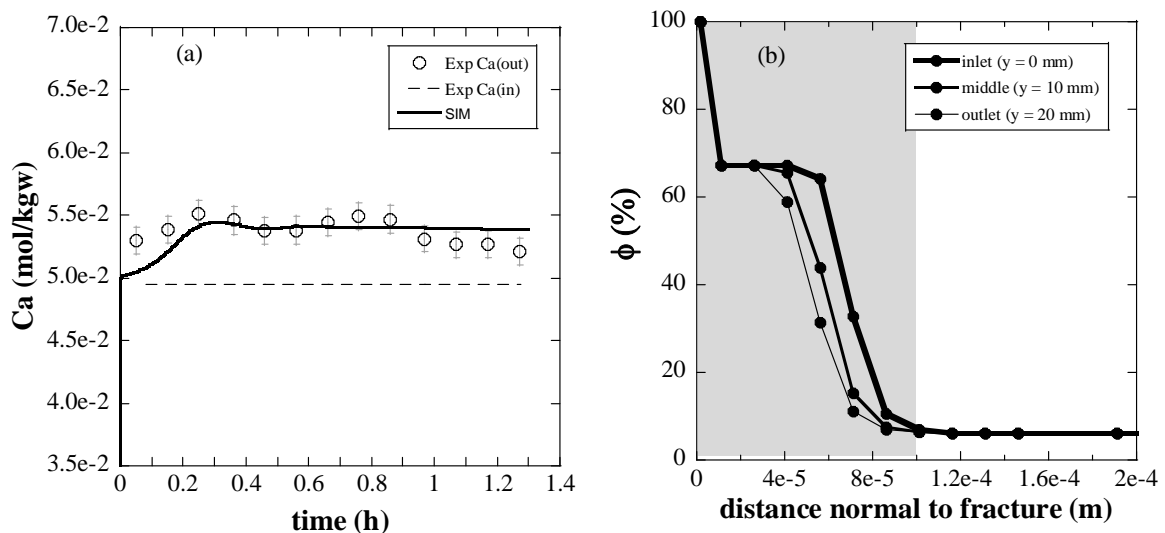 (a)
Exp Ca(out)
Exp Ca(in)
SIM
7.0e-2
6.5e-2
6.0e-2
5.5e-2
5.0e-2
4.5e-2
4.0e-2
3.5e-2
Ca (mol/kgw)
0 0.2 0.4 0.6 0.8 1 1.2 1.4
time (h)
(b)
inlet (y = 0 mm)
middle (y = 10 mm)
outlet (y = 20 mm)
100
80
60
40
20
0
ϕ (%)
0 4e-5 8e-5 1.2e-4 1.6e-4 2e-4
distance normal to fracture (m)